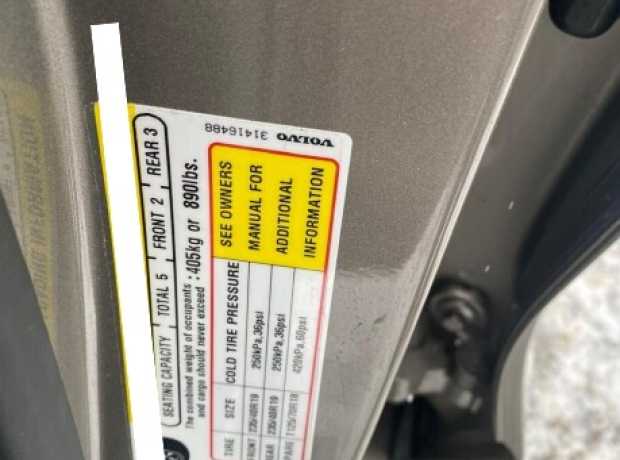 VOLVO 31416488
SEATING CAPACITY TOTAL 5 FRONT 2 REAR 3
The combined weight of occupants : 405kg or 890lbs.
and cargo should never exceed
TIRE SIZE COLD TIRE PRESSURE SEE OWNERS
FRONT 235/40R19 250kPa,36psi MANUAL FOR
REAR 235/40R19 250kPa,36psi ADDITIONAL
SPARE T125/70R18 420kPa,60psi INFORMATION